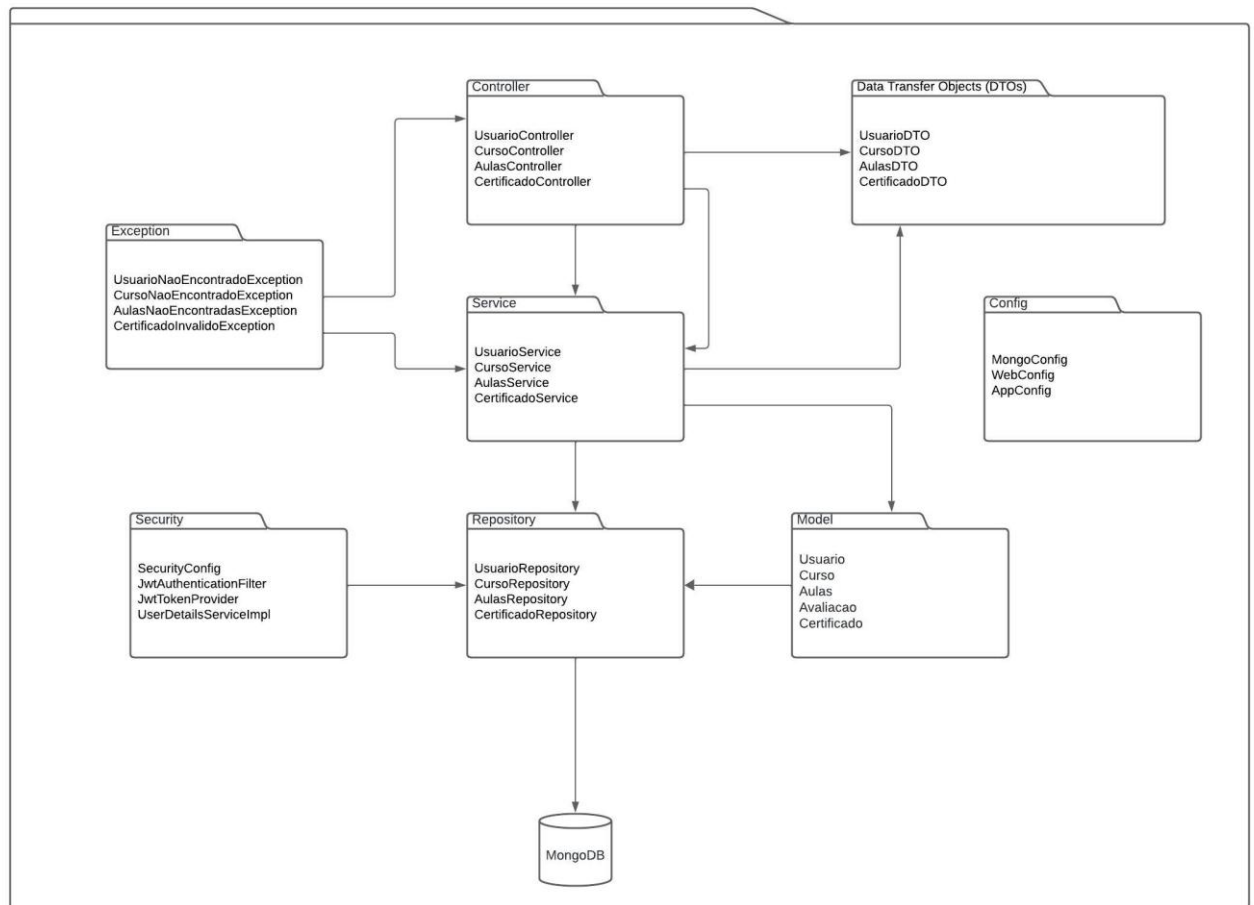 Controller
UsuarioController
CursoController
AulasController
CertificadoController
Data Transfer Objects (DTOs)
UsuarioDTO
CursoDTO
AulasDTO
CertificadoDTO
Exception
UsuarioNaoEncontradoException
CursoNaoEncontradoException
AulasNaoEncontradasException
CertificadoInvalidoException
Service
UsuarioService
CursoService
AulasService
CertificadoService
Config
MongoConfig
WebConfig
AppConfig
Security
SecurityConfig
JwtAuthenticationFilter
JwtTokenProvider
UserDetailsServiceImpl
Repository
UsuarioRepository
CursoRepository
AulasRepository
CertificadoRepository
Model
Usuario
Curso
Aulas
Avaliacao
Certificado
MongoDB